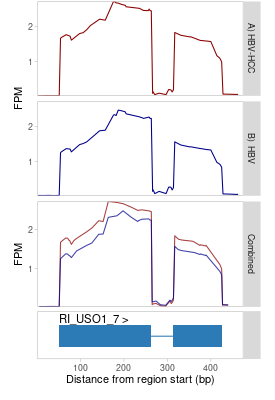 2
1
A) HBV-HCC
FPM
2
1
B) HBV
2
1
Combined
FPM
RI_USO1_7 >
100 200 300 400
Distance from region start (bp)